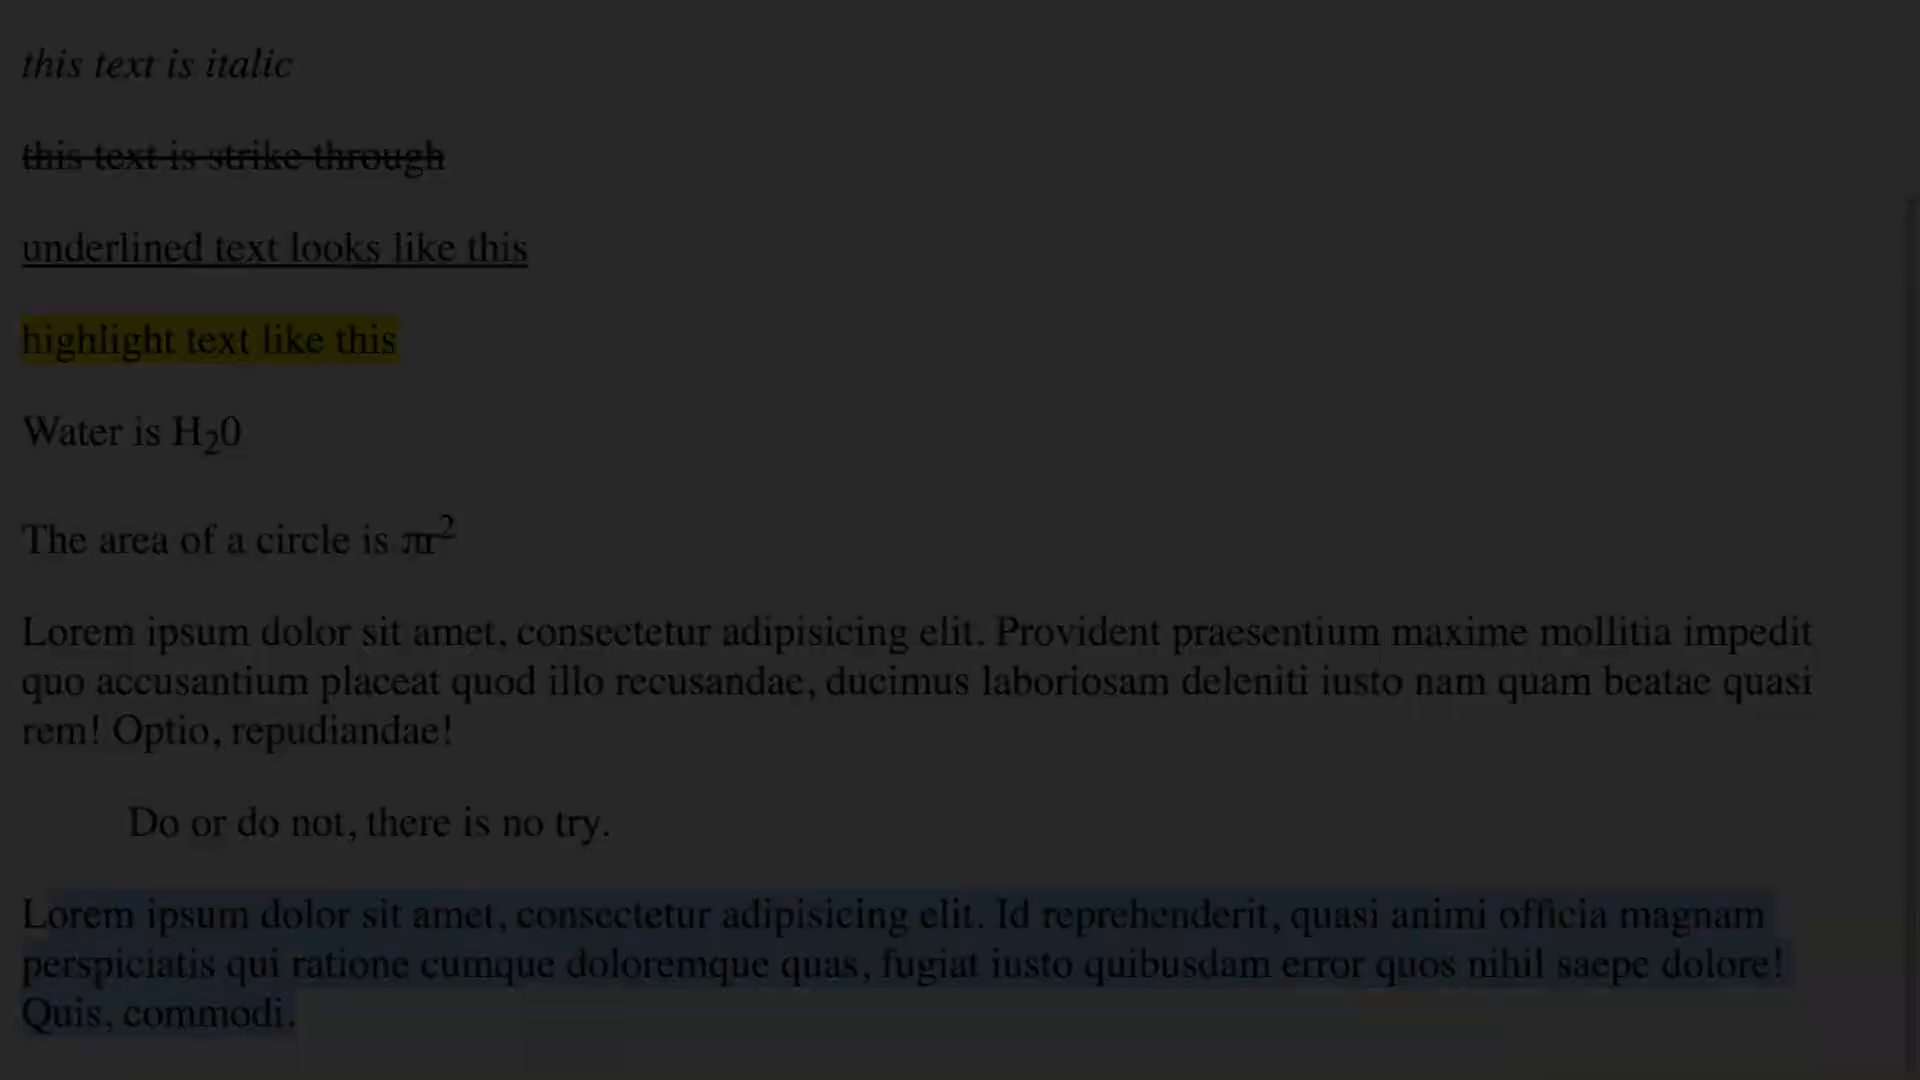 this text is italic
this text is strike through
underlined text looks like this
highlight text like this
Water is H₂0
The area of a circle is πr²
Lorem ipsum dolor sit amet, consectetur adipisicing elit. Provident praesentium maxime mollitia impedit
quo accusantium placeat quod illo recusandae, ducimus laboriosam deleniti iusto nam quam beatae quasi
rem! Optio, repudiandae!
Do or do not, there is no try.
Lorem ipsum dolor sit amet, consectetur adipisicing elit. Id reprehenderit, quasi animi officia magnam
perspiciatis qui ratione cumque doloremque quas, fugiat iusto quibusdam error quos nihil saepe dolore!
Quis, commodi.